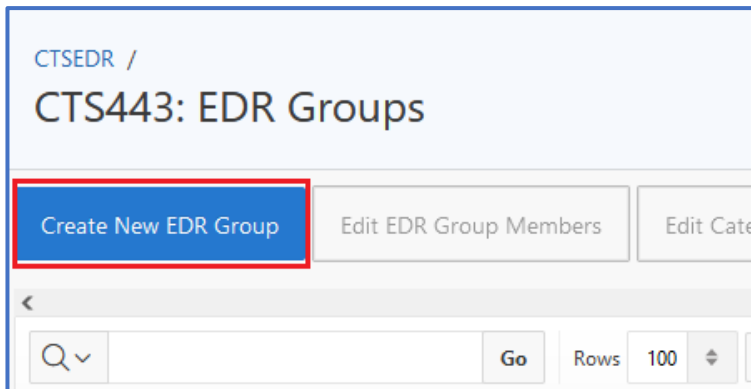 CTSEDR /
CTS443: EDR Groups
Create New EDR Group Edit EDR Group Members Edit Cate
Go Rows 100